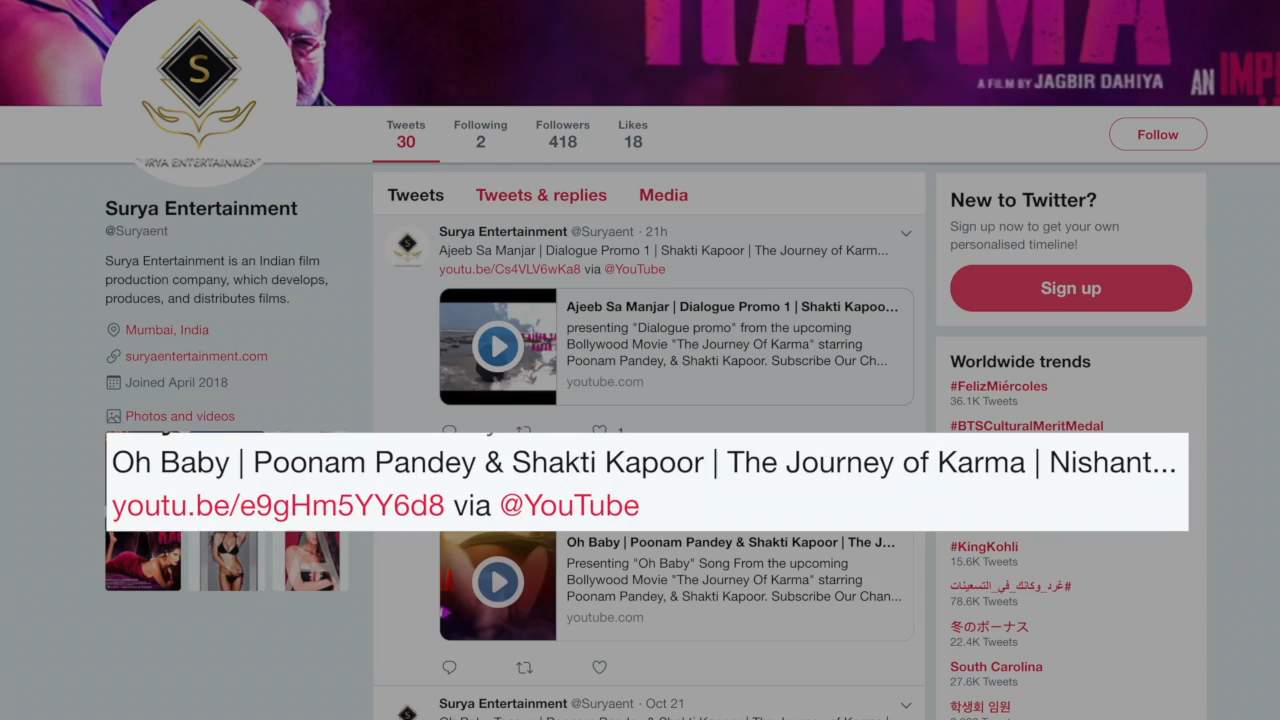 KARMA
A FILM BY JAGBIR DAHIYA
AN IMP
S
SURYA ENTERTAINMENT
Tweets
30
Following
2
Followers
418
Likes
18
Follow
Surya Entertainment
@Suryaent
Surya Entertainment is an Indian film
production company, which develops,
produces, and distributes films.
Mumbai, India
suryaentertainment.com
Joined April 2018
Photos and videos
Tweets
Tweets & replies
Media
Surya Entertainment @Suryaent · 21h
Ajeeb Sa Manjar | Dialogue Promo 1 | Shakti Kapoor | The Journey of Karm...
youtu.be/Cs4VLV6wKa8 via @YouTube
Ajeeb Sa Manjar | Dialogue Promo 1 | Shakti Kapoo...
presenting "Dialogue promo" from the upcoming
Bollywood Movie "The Journey Of Karma" starring
Poonam Pandey, & Shakti Kapoor. Subscribe Our Ch...
youtube.com
1
Oh Baby | Poonam Pandey & Shakti Kapoor | The Journey of Karma | Nishant...
youtu.be/e9gHm5YY6d8 via @YouTube
Oh Baby | Poonam Pandey & Shakti Kapoor | The J...
Presenting "Oh Baby" Song From the upcoming
Bollywood Movie "The Journey Of Karma" starring
Poonam Pandey, & Shakti Kapoor. Subscribe Our Chan...
youtube.com
Surya Entertainment @Suryaent · Oct 21
New to Twitter?
Sign up now to get your own
personalised timeline!
Sign up
Worldwide trends
#FelizMiércoles
36.1K Tweets
#BTSCulturalMeritMedal
#KingKohli
15.6K Tweets
#غرد_وكانك_في_التسعينات
78.6K Tweets
冬のボーナス
22.4K Tweets
South Carolina
27.6K Tweets
학생회 임원